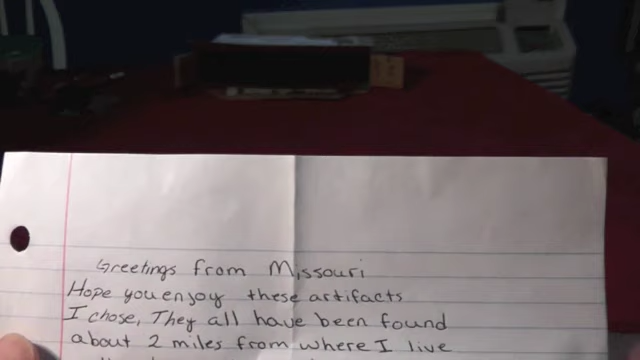 Greetings from Missouri
Hope you enjoy these artifacts
I chose, They all have been found
about 2 miles from where I live